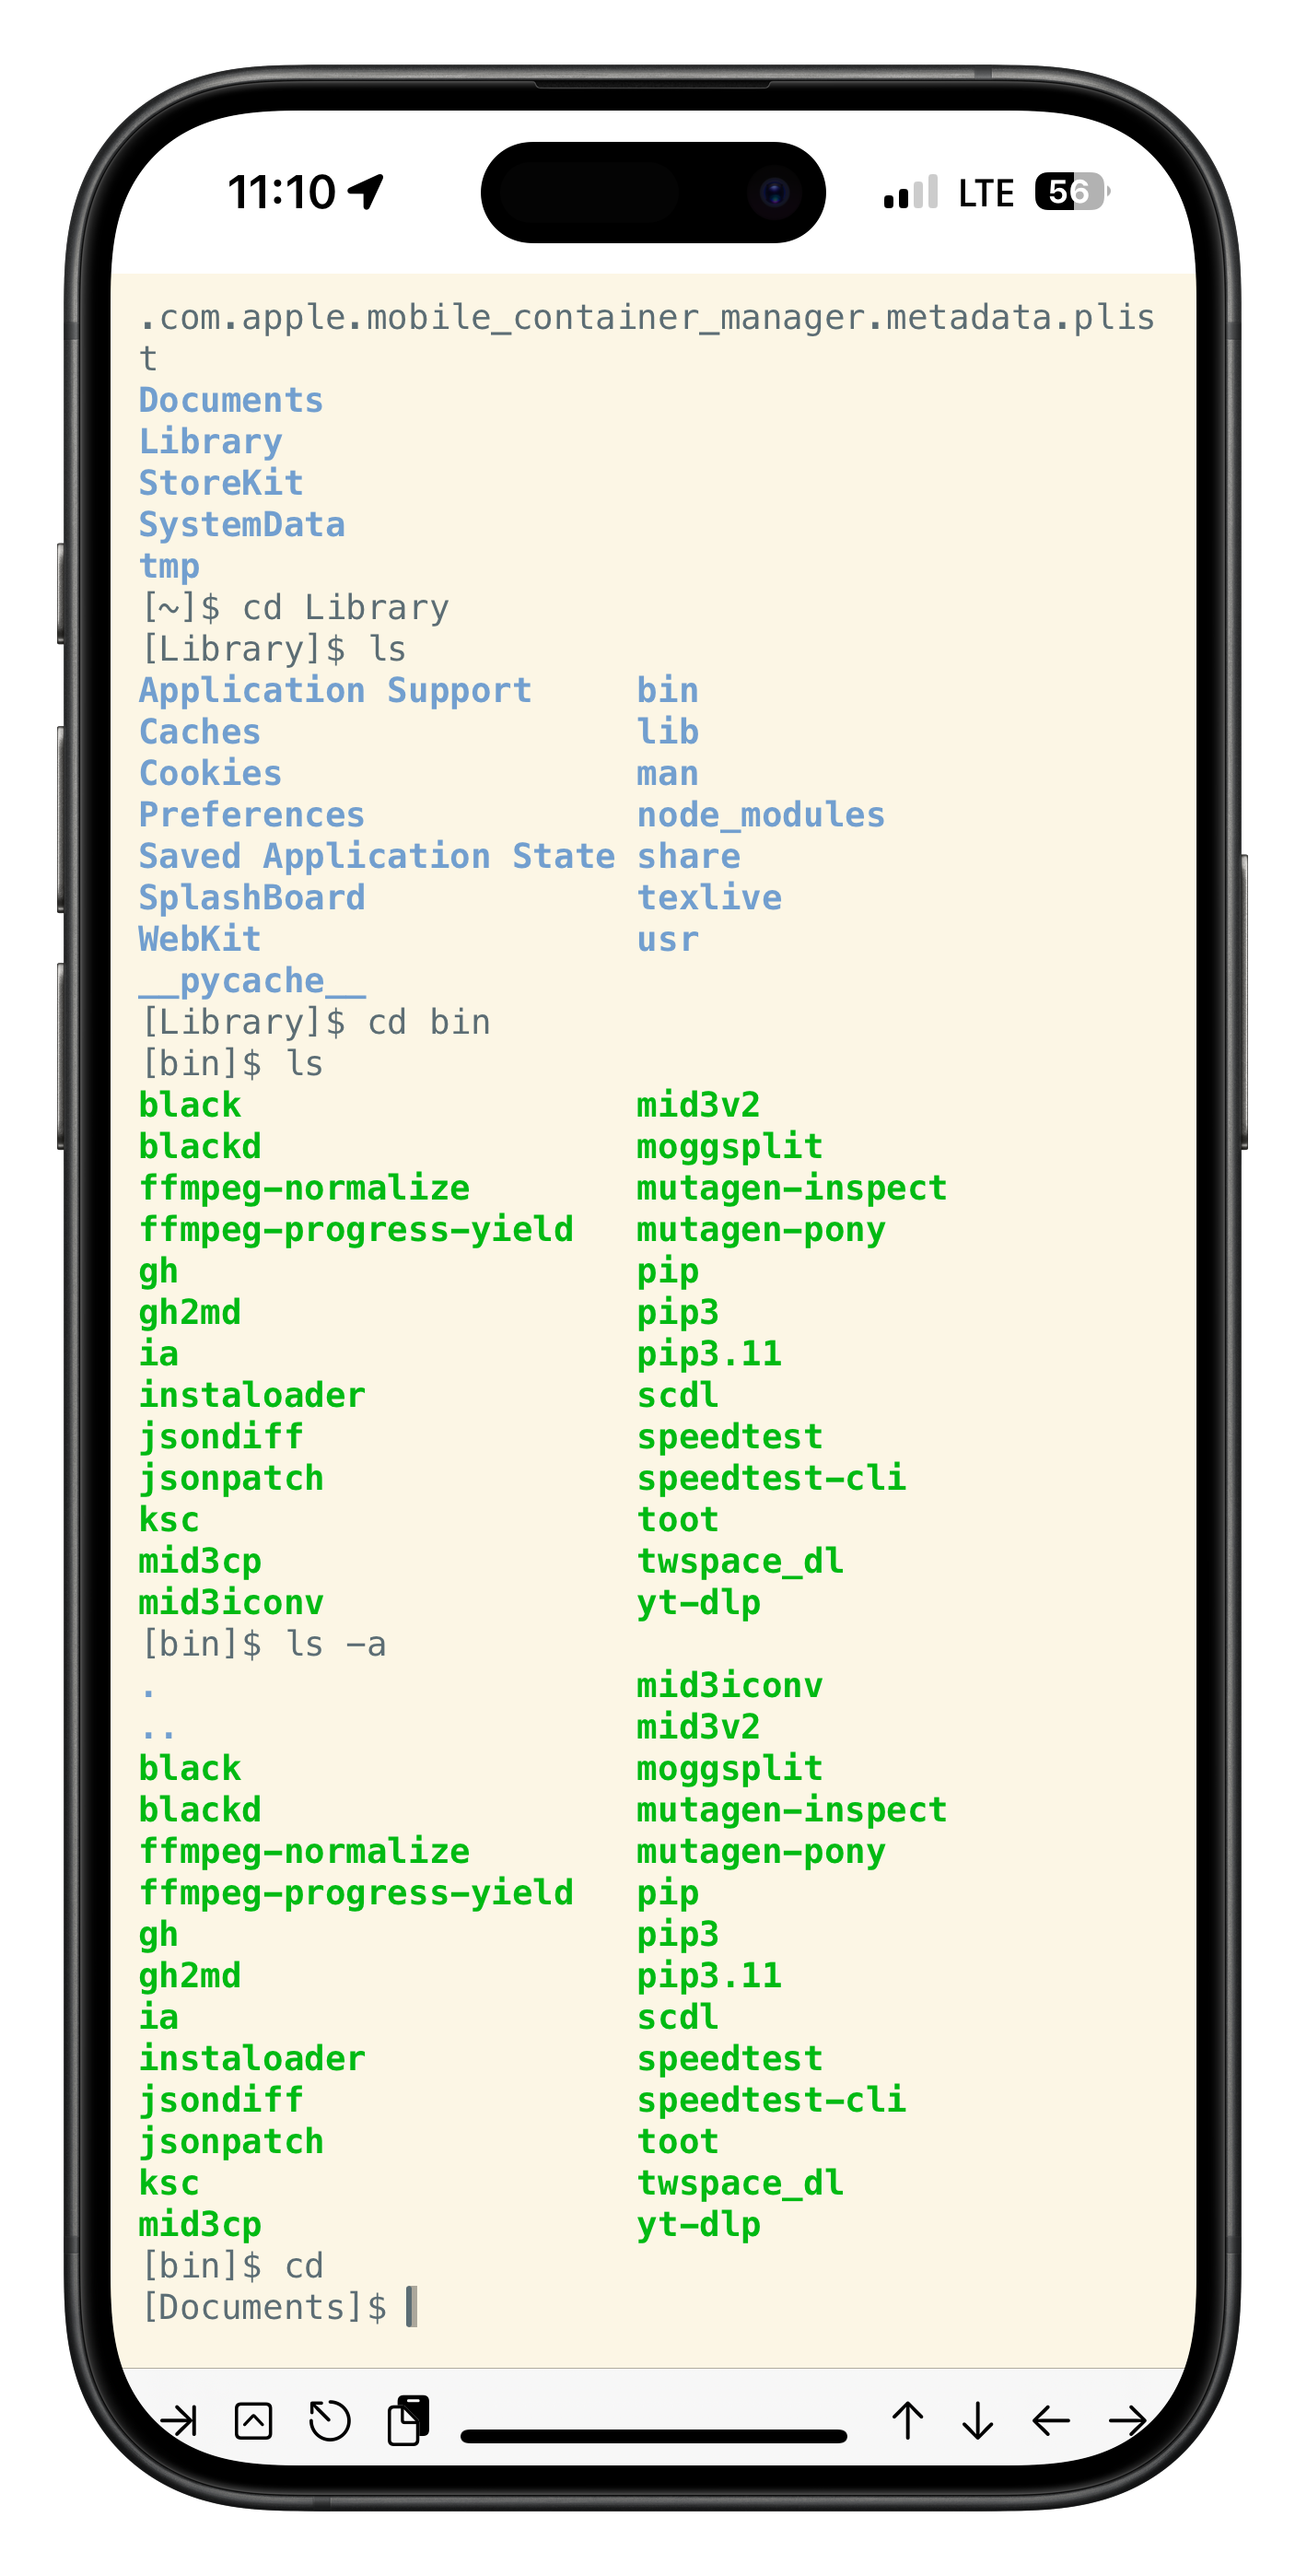 11:10 LTE 56
.com.apple.mobile_container_manager.metadata.plis
t
Documents
Library
StoreKit
SystemData
tmp
[~]$ cd Library
[Library]$ ls
Application Support     bin
Caches                  lib
Cookies                 man
Preferences             node_modules
Saved Application State share
SplashBoard             texlive
WebKit                  usr
__pycache__
[Library]$ cd bin
[bin]$ ls
black                   mid3v2
blackd                  moggsplit
ffmpeg-normalize        mutagen-inspect
ffmpeg-progress-yield   mutagen-pony
gh                      pip
gh2md                   pip3
ia                      pip3.11
instaloader             scdl
jsondiff                speedtest
jsonpatch               speedtest-cli
ksc                     toot
mid3cp                  twspace_dl
mid3iconv               yt-dlp
[bin]$ ls -a
.                       mid3iconv
..                      mid3v2
black                   moggsplit
blackd                  mutagen-inspect
ffmpeg-normalize        mutagen-pony
ffmpeg-progress-yield   pip
gh                      pip3
gh2md                   pip3.11
ia                      scdl
instaloader             speedtest
jsondiff                speedtest-cli
jsonpatch               toot
ksc                     twspace_dl
mid3cp                  yt-dlp
[bin]$ cd
[Documents]$